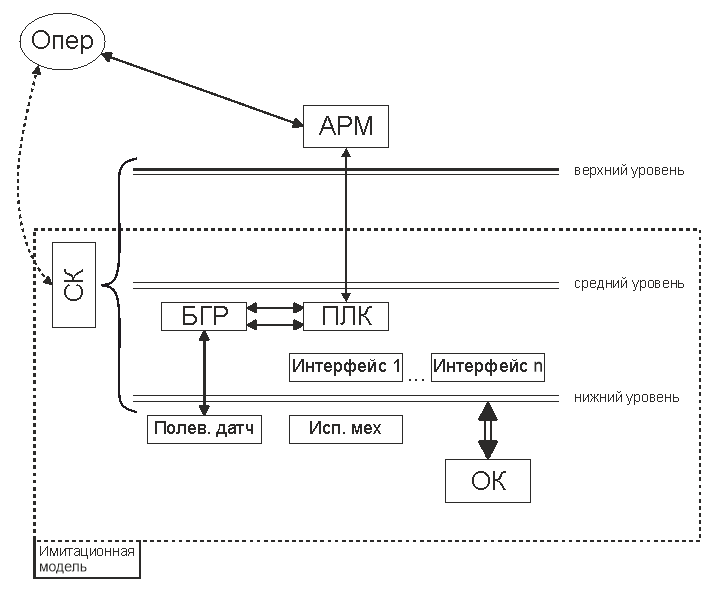 Опер
АРМ
верхний уровень
СК
средний уровень
БГР
ПЛК
Интерфейс 1
...
Интерфейс n
нижний уровень
Полев. датч
Исп. мех
ОК
Имитационная
модель